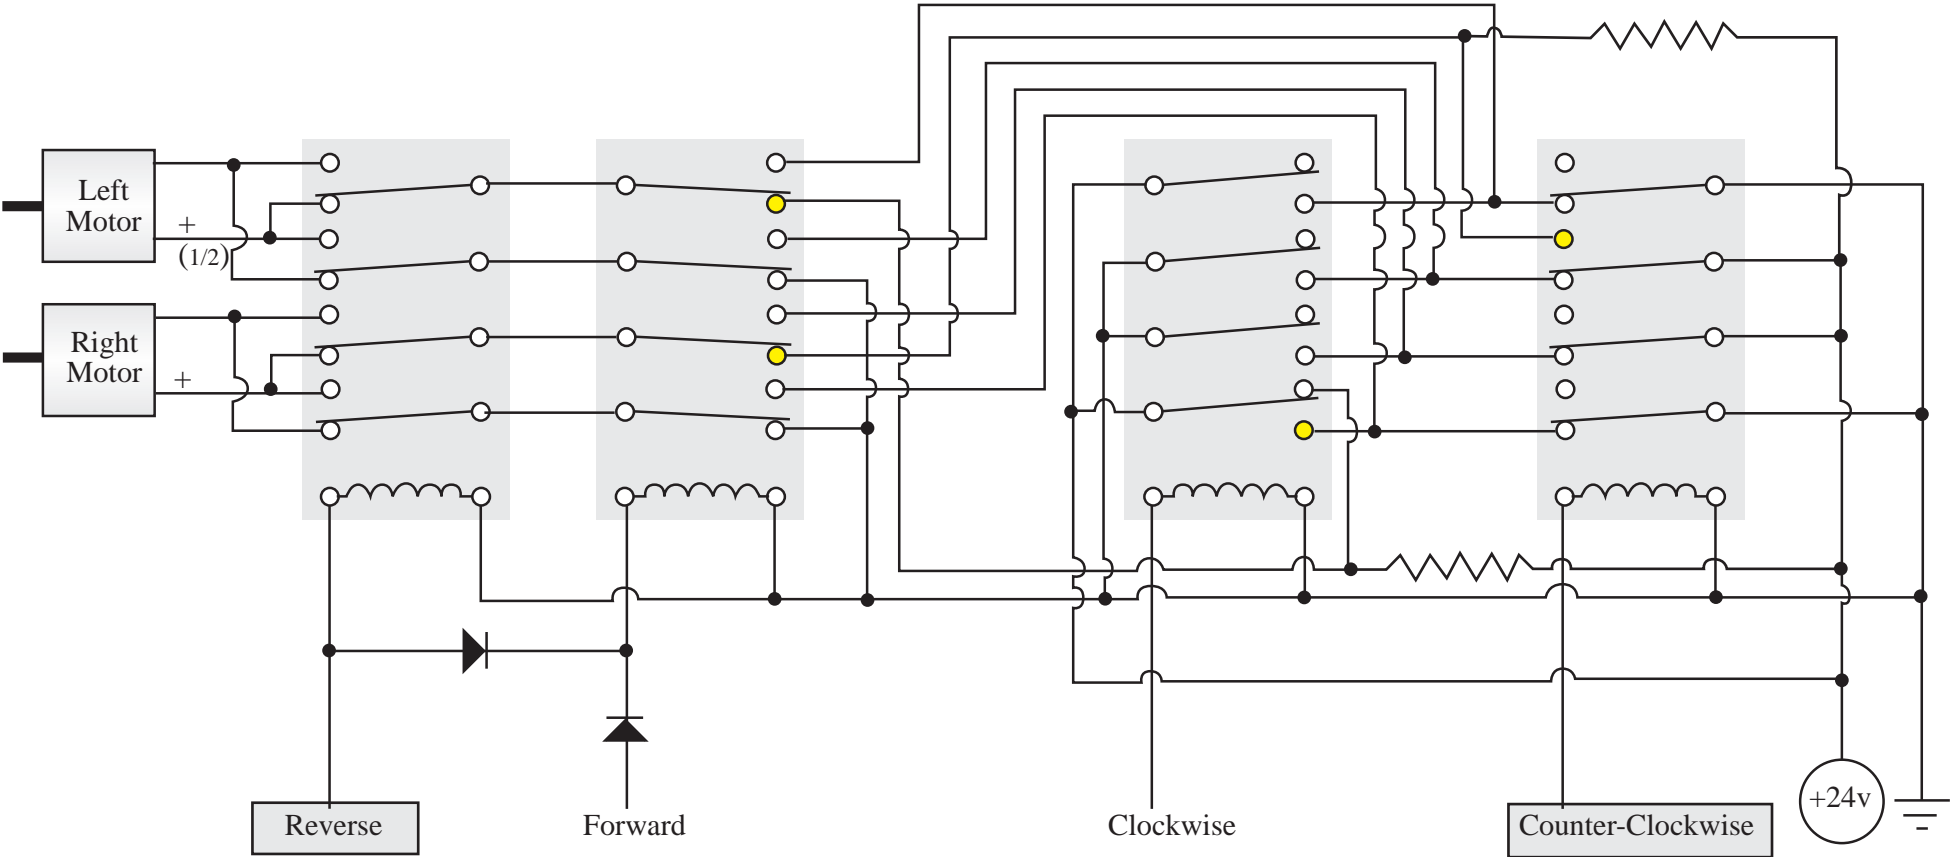 Left
Motor
+
(1/2)
Right
Motor
+
Reverse
Forward
Clockwise
Counter-Clockwise
+24v